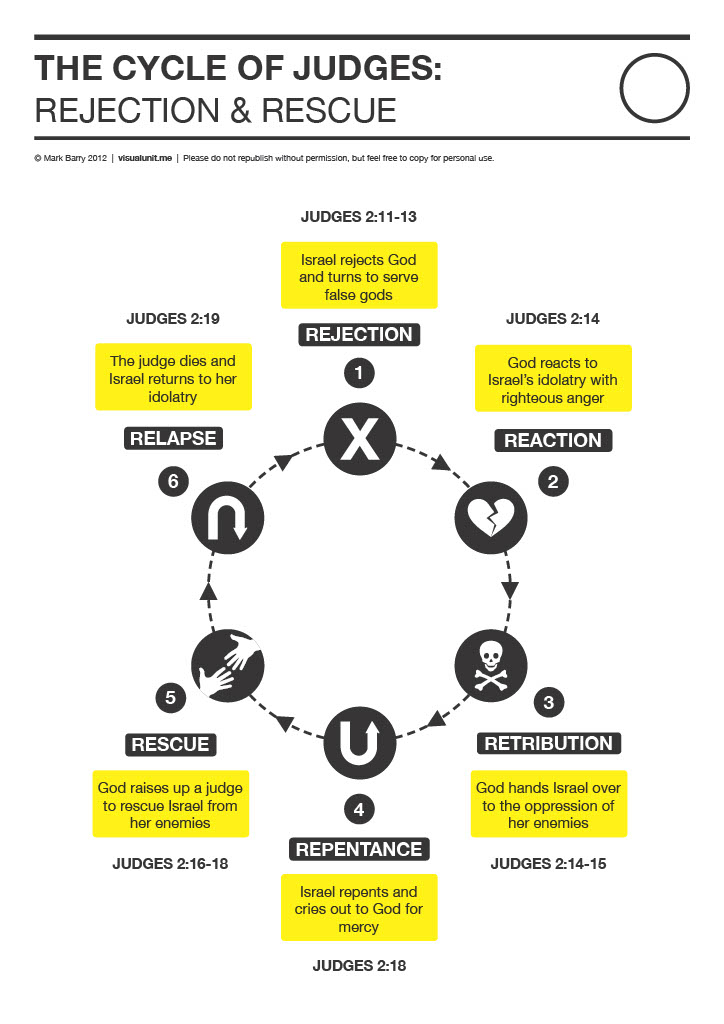 THE CYCLE OF JUDGES:
REJECTION & RESCUE
© Mark Barry 2012 | visualunit.me | Please do not republish without permission, but feel free to copy for personal use.
JUDGES 2:11-13
Israel rejects God
and turns to serve
false gods
REJECTION
1
X
JUDGES 2:14
God reacts to
Israel’s idolatry with
righteous anger
REACTION
2
3
RETRIBUTION
God hands Israel over
to the oppression of
her enemies
JUDGES 2:14-15
4
REPENTANCE
Israel repents and
cries out to God for
mercy
JUDGES 2:18
5
RESCUE
God raises up a judge
to rescue Israel from
her enemies
JUDGES 2:16-18
JUDGES 2:19
The judge dies and
Israel returns to her
idolatry
RELAPSE
6